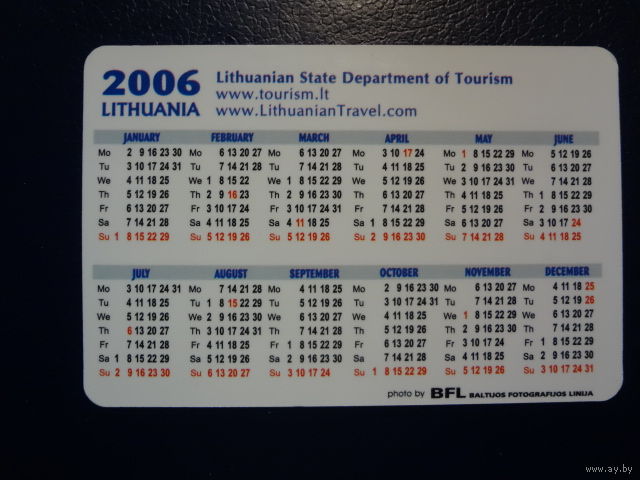 2006 Lithuanian State Department of Tourism
www.tourism.lt
LITHUANIA www.LithuanianTravel.com
JANUARY FEBRUARY MARCH APRIL MAY JUNE
Mo 2 9 16 23 30 Mo 6 13 20 27 Mo 6 13 20 27 Mo 3 10 17 24 Mo 1 8 15 22 29 Mo 5 12 19 26
Tu 3 10 17 24 31 Tu 7 14 21 28 Tu 7 14 21 28 Tu 4 11 18 25 Tu 2 9 16 23 30 Tu 6 13 20 27
We 4 11 18 25 We 1 8 15 22 We 1 8 15 22 29 We 5 12 19 26 We 3 10 17 24 31 We 7 14 21 28
Th 5 12 19 26 Th 2 9 16 23 Th 2 9 16 23 30 Th 6 13 20 27 Th 4 11 18 25 Th 1 8 15 22 29
Fr 6 13 20 27 Fr 3 10 17 24 Fr 3 10 17 24 31 Fr 7 14 21 28 Fr 5 12 19 26 Fr 2 9 16 23 30
Sa 7 14 21 28 Sa 4 11 18 25 Sa 4 11 18 25 Sa 1 8 15 22 29 Sa 6 13 20 27 Sa 3 10 17 24
Su 1 8 15 22 29 Su 5 12 19 26 Su 5 12 19 26 Su 2 9 16 23 30 Su 7 14 21 28 Su 4 11 18 25
JULY AUGUST SEPTEMBER OCTOBER NOVEMBER DECEMBER
Mo 3 10 17 24 31 Mo 7 14 21 28 Mo 4 11 18 25 Mo 2 9 16 23 30 Mo 6 13 20 27 Mo 4 11 18 25
Tu 4 11 18 25 Tu 1 8 15 22 29 Tu 5 12 19 26 Tu 3 10 17 24 31 Tu 7 14 21 28 Tu 5 12 19 26
We 5 12 19 26 We 2 9 16 23 30 We 6 13 20 27 We 4 11 18 25 We 1 8 15 22 29 We 6 13 20 27
Th 6 13 20 27 Th 3 10 17 24 31 Th 7 14 21 28 Th 5 12 19 26 Th 2 9 16 23 30 Th 7 14 21 28
Fr 7 14 21 28 Fr 4 11 18 25 Fr 1 8 15 22 29 Fr 6 13 20 27 Fr 3 10 17 24 Fr 1 8 15 22 29
Sa 1 8 15 22 29 Sa 5 12 19 26 Sa 2 9 16 23 30 Sa 7 14 21 28 Sa 4 11 18 25 Sa 2 9 16 23 30
Su 2 9 16 23 30 Su 6 13 20 27 Su 3 10 17 24 Su 1 8 15 22 29 Su 5 12 19 26 Su 3 10 17 24 31
photo by BFL BALTIJOS FOTOGRAFIJOS LINIJA
www.ay.by